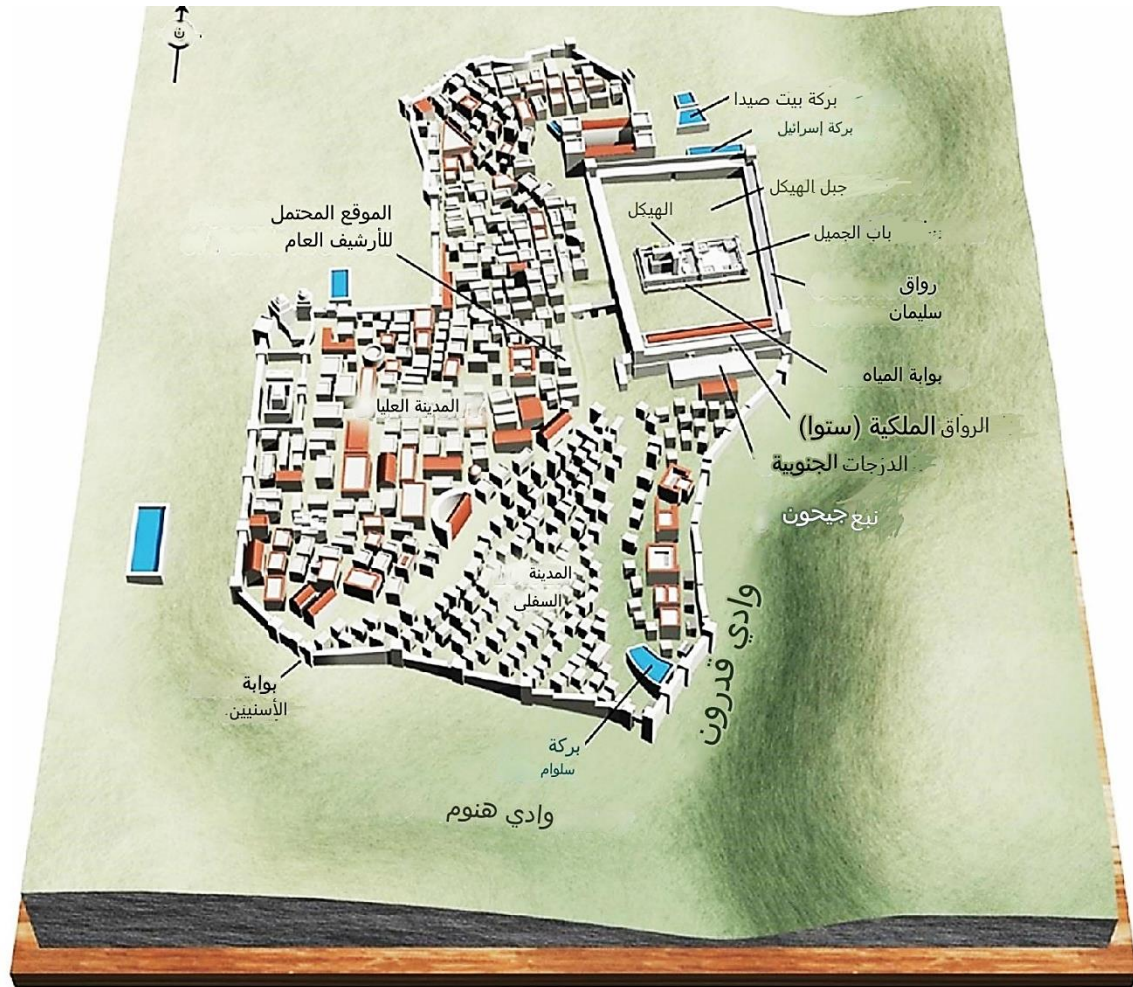 ن
بركة بيت صيدا
بركة إسرائيل
جبل الهيكل
الهيكل
الموقع المحتمل
للأرشيف العام
باب الجميل
رواق
سليمان
بوابة المياه
المدينة العليا
الرواق الملكية (ستوا)
الدزجات الجنوبية
نبع جيحون
المدينة
السفلى
وادي قدرون
بوابة
الأسنيين
بركة
سلوام
وادي هنوم